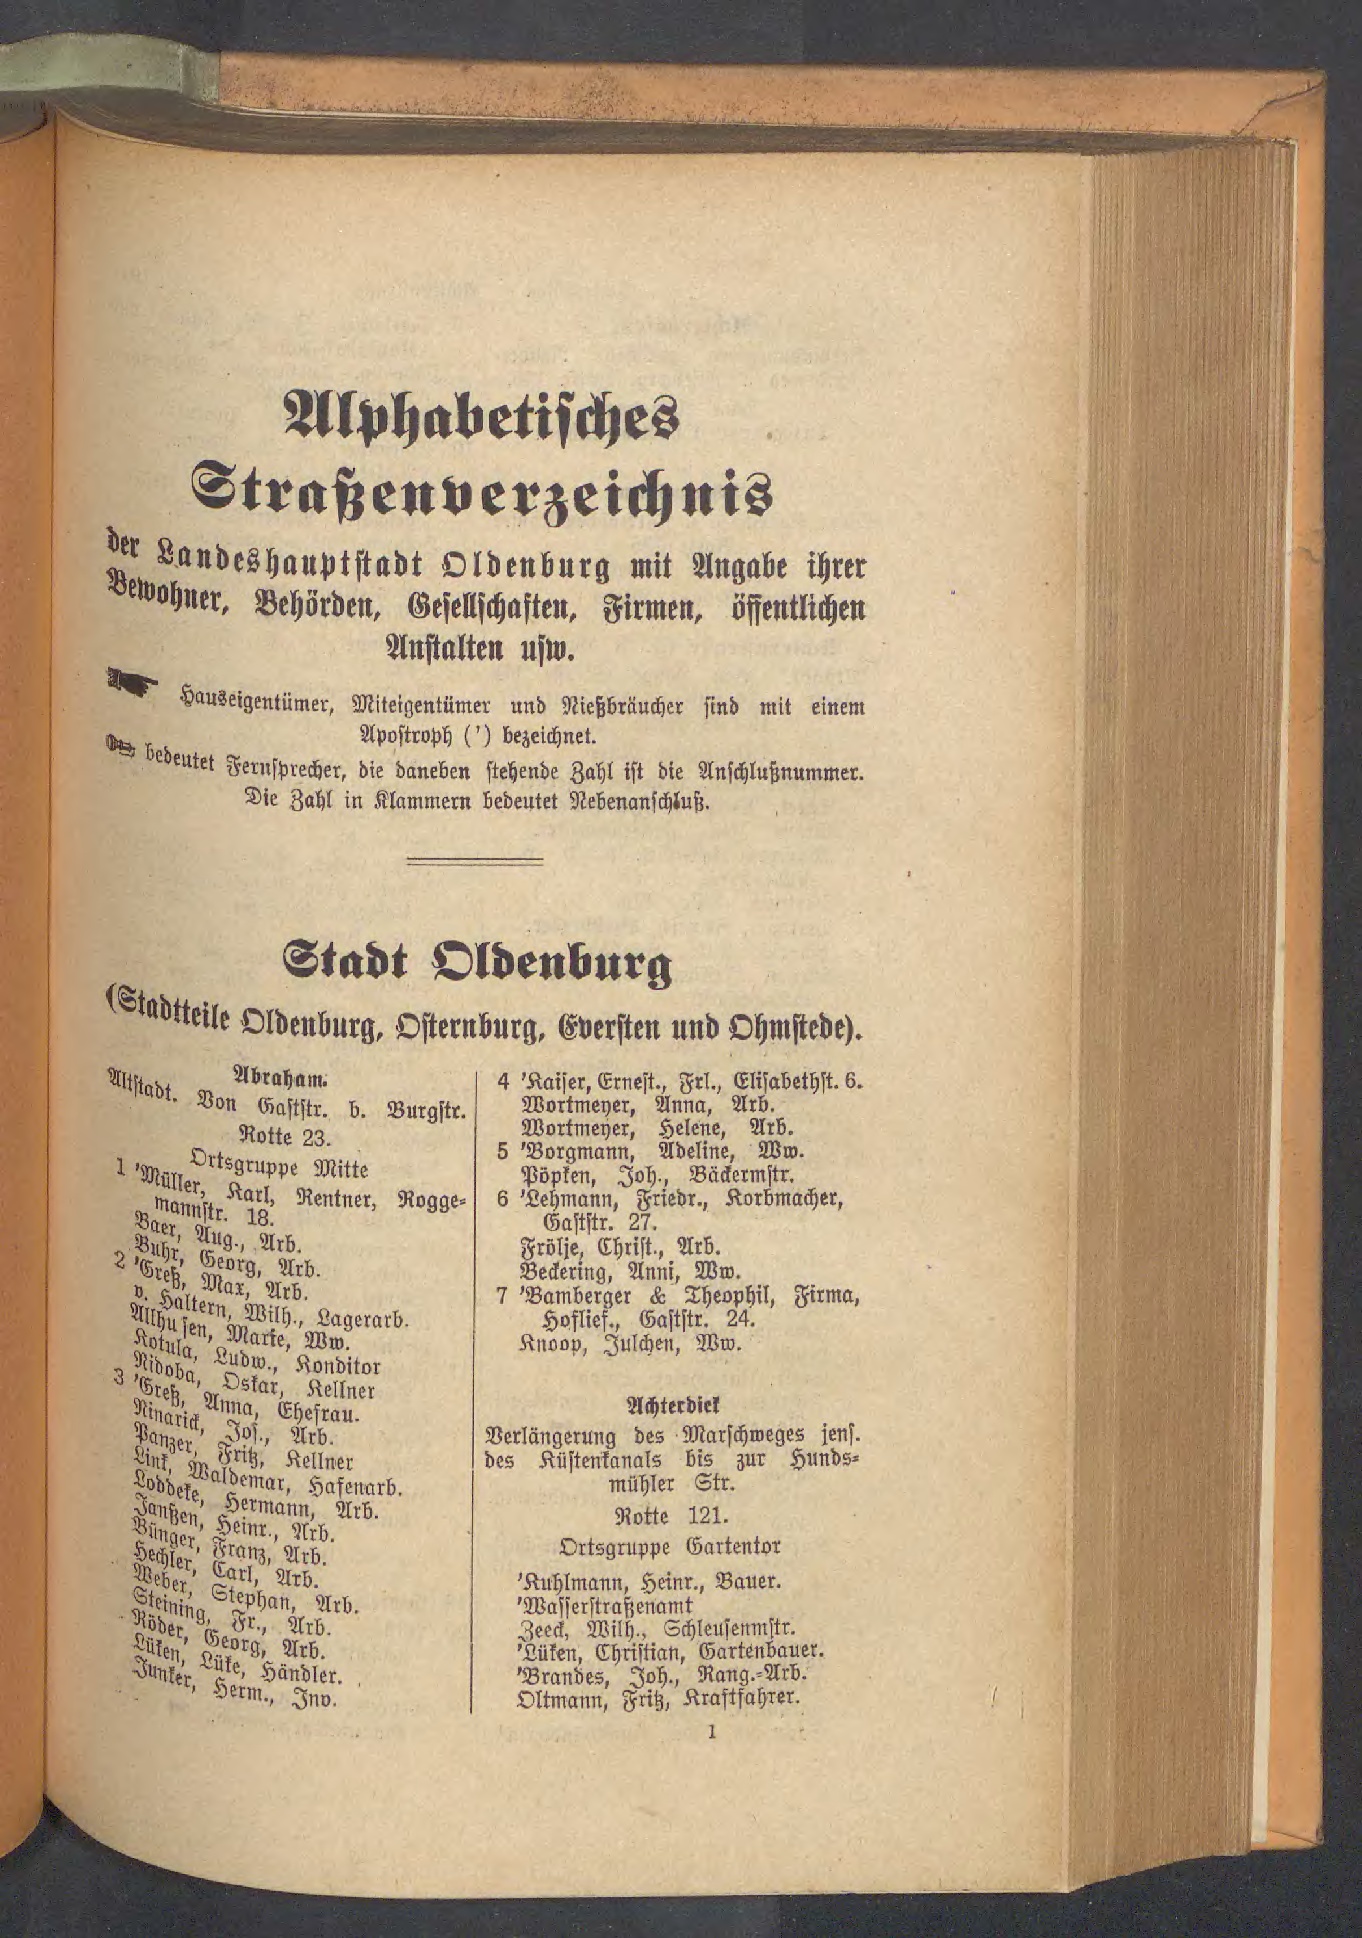 Alphabetisches
Straßenverzeichnis
der Landeshauptstadt Oldenburg mit Angabe ihrer
Bewohner, Behörden, Gesellschaften, Firmen, öffentlichen
Anstalten usw.
Hauseigentümer, Miteigentümer und Nießbräucher sind mit einem
Apostroph (’) bezeichnet.
bedeutet Fernsprecher, die daneben stehende Zahl ist die Anschlußnummer.
Die Zahl in Klammern bedeutet Nebenanschluß.
Stadt Oldenburg
(Stadtteile Oldenburg, Osternburg, Eversten und Ohmstede).
Abraham.
Altstadt. Von Gaststr. b. Burgstr.
Rotte 23.
Ortsgruppe Mitte
1 ’Müller, Karl, Rentner, Rogge-
mannstr. 18.
Baer, Aug., Arb.
Buhr, Georg, Arb.
2 ’Greß, Max, Arb.
v. Haltern, Wilh., Lagerarb.
Allhusen, Marie, Ww.
Kotula, Ludw., Konditor
Nidoba, Oskar, Kellner
3 ’Greß, Anna, Ehefrau.
Ninarick, Jos., Arb.
Panzer, Fritz, Kellner
Link, Waldemar, Hafenarb.
Loddeke, Hermann, Arb.
Janßen, Heinr., Arb.
Bünger, Franz, Arb.
Hechler, Carl, Arb.
Weber, Stephan, Arb.
Steining, Fr., Arb.
Röder, Georg, Arb.
Lüken, Lüke, Händler.
Junker, Herm., Inv.
4 ’Kaiser, Ernest., Frl., Elisabethst. 6.
Wortmeyer, Anna, Arb.
Wortmeyer, Helene, Arb.
5 ’Borgmann, Adeline, Ww.
Pöpken, Joh., Bäckermstr.
6 ’Lehmann, Friedr., Korbmacher,
Gaststr. 27.
Frölje, Christ., Arb.
Beckering, Anni, Ww.
7 ’Bamberger & Theophil, Firma,
Hoflief., Gaststr. 24.
Knoop, Julchen, Ww.
Achterdiek
Verlängerung des Marschweges jens.
des Küstenkanals bis zur Hunds-
mühler Str.
Rotte 121.
Ortsgruppe Gartentor
’Kuhlmann, Heinr., Bauer.
’Wasserstraßenamt
Zeeck, Wilh., Schleusenmstr.
’Lüken, Christian, Gartenbauer.
’Brandes, Joh., Rang.-Arb.
Oltmann, Fritz, Kraftfahrer.
1